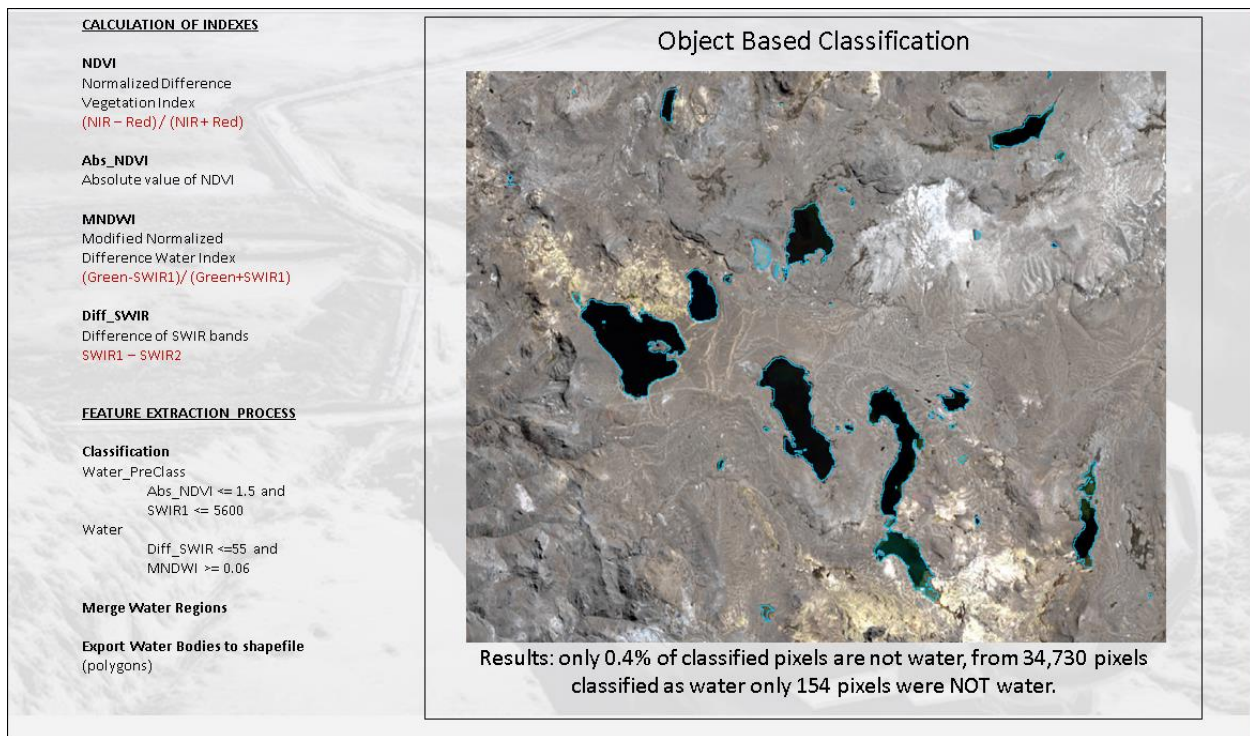 CALCULATION OF INDEXES
NDVI
Normalized Difference
Vegetation Index
(NIR – Red) / (NIR+ Red)
Abs_NDVI
Absolute value of NDVI
MNDWI
Modified Normalized
Difference Water Index
(Green-SWIR1)/ (Green+SWIR1)
Diff_SWIR
Difference of SWIR bands
SWIR1 – SWIR2
FEATURE EXTRACTION PROCESS
Classification
Water_PreClass
Abs_NDVI <= 1.5 and
SWIR1 <= 5600
Water
Diff_SWIR <=55 and
MNDWI >= 0.06
Merge Water Regions
Export Water Bodies to shapefile
(polygons)
Object Based Classification
Results: only 0.4% of classified pixels are not water, from 34,730 pixels
classified as water only 154 pixels were NOT water.